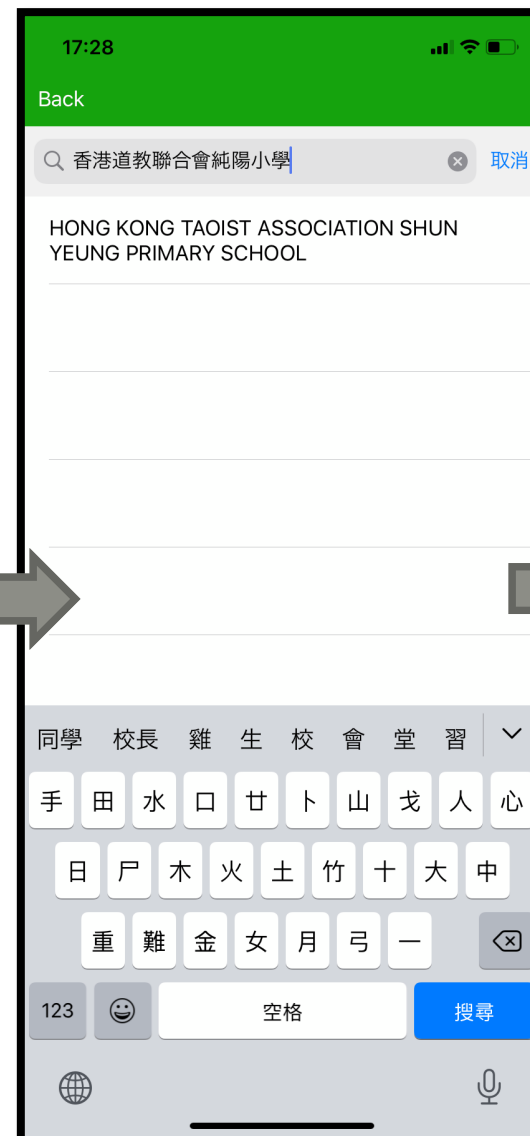 17:28
Back
香港道教聯合會純陽小學 取消
HONG KONG TAOIST ASSOCIATION SHUN
YEUNG PRIMARY SCHOOL
同學 校長 雞 生 校 會 堂 習
手 田 水 口 廿 卜 山 戈 人 心
日 尸 木 火 土 竹 十 大 中
重 難 金 女 月 弓 一
123 空格 搜尋